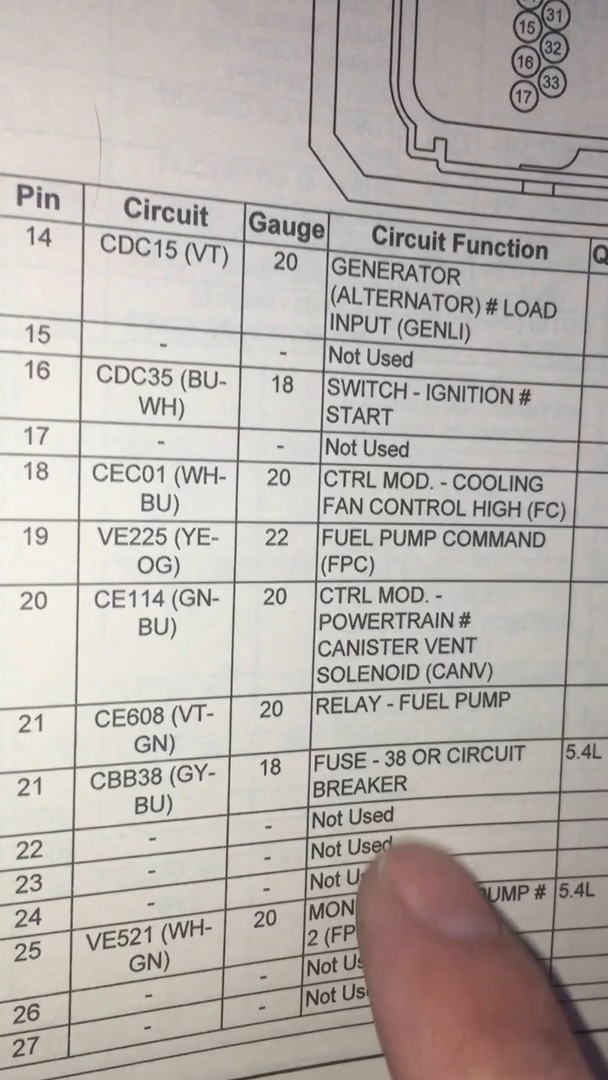 31
15
32
16
33
17
Pin Circuit Gauge Circuit Function Q
14 CDC15 (VT) 20 GENERATOR
(ALTERNATOR) # LOAD
INPUT (GENLI)
15 - - Not Used
16 CDC35 (BU- 18 SWITCH - IGNITION #
WH) START
17 - - Not Used
18 CEC01 (WH- 20 CTRL MOD. - COOLING
BU) FAN CONTROL HIGH (FC)
19 VE225 (YE- 22 FUEL PUMP COMMAND
OG) (FPC)
20 CE114 (GN- 20 CTRL MOD. -
BU) POWERTRAIN #
CANISTER VENT
SOLENOID (CANV)
21 CE608 (VT- 20 RELAY - FUEL PUMP
GN)
21 CBB38 (GY- 18 FUSE - 38 OR CIRCUIT 5.4L
BU) BREAKER
22 - - Not Used
23 - - Not Used
24 - - Not
25 VE521 (WH- 20 PUMP # 5.4L
GN) 2
26 - - Not
27 - - Not